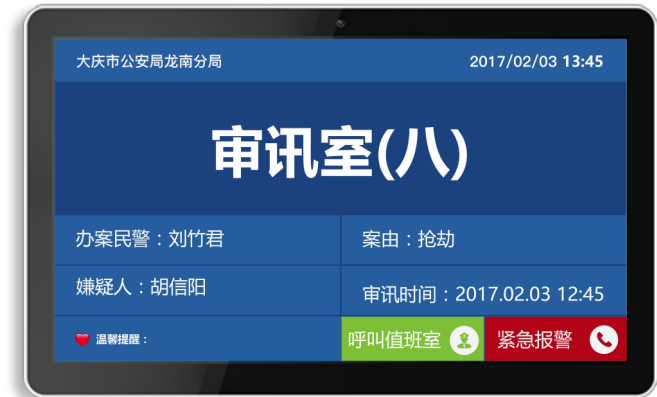 大庆市公安局龙南分局 2017/02/03 13:45
审讯室(八)
办案民警：刘竹君 案由：抢劫
嫌疑人：胡信阳 审讯时间：2017.02.03 12:45
温馨提醒： 呼叫值班室 紧急报警